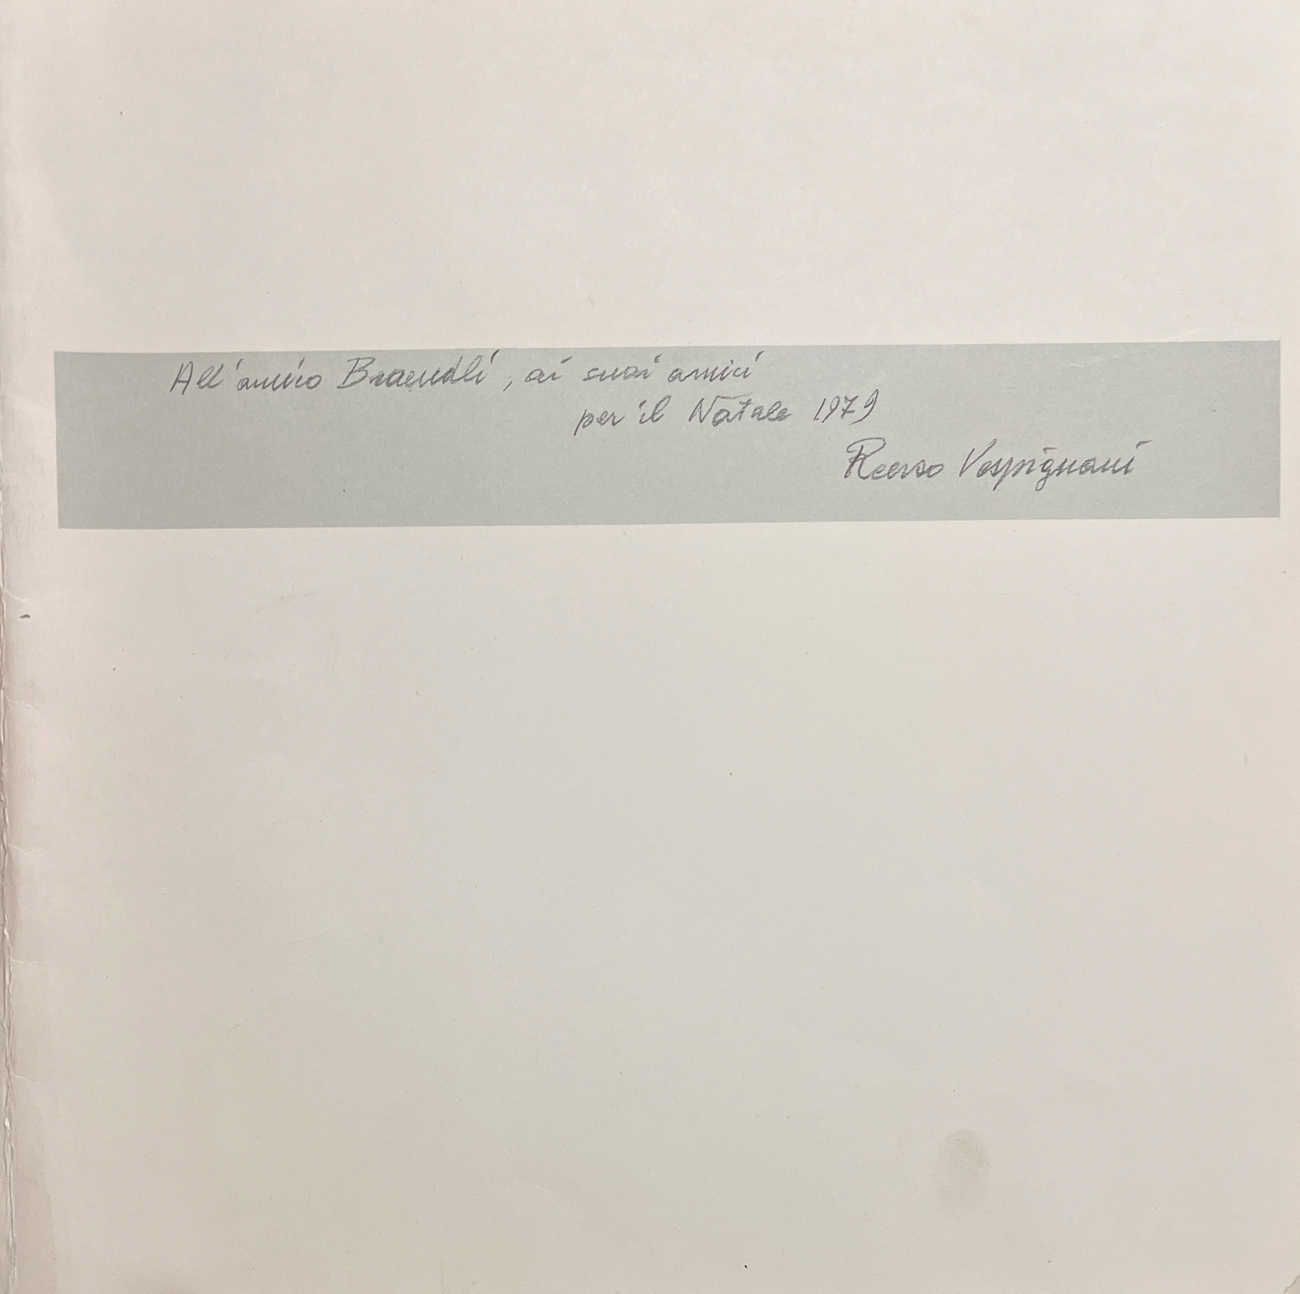 All'amico Braendli, ai suoi amici
per il Natale 1979
Renzo Vespignani